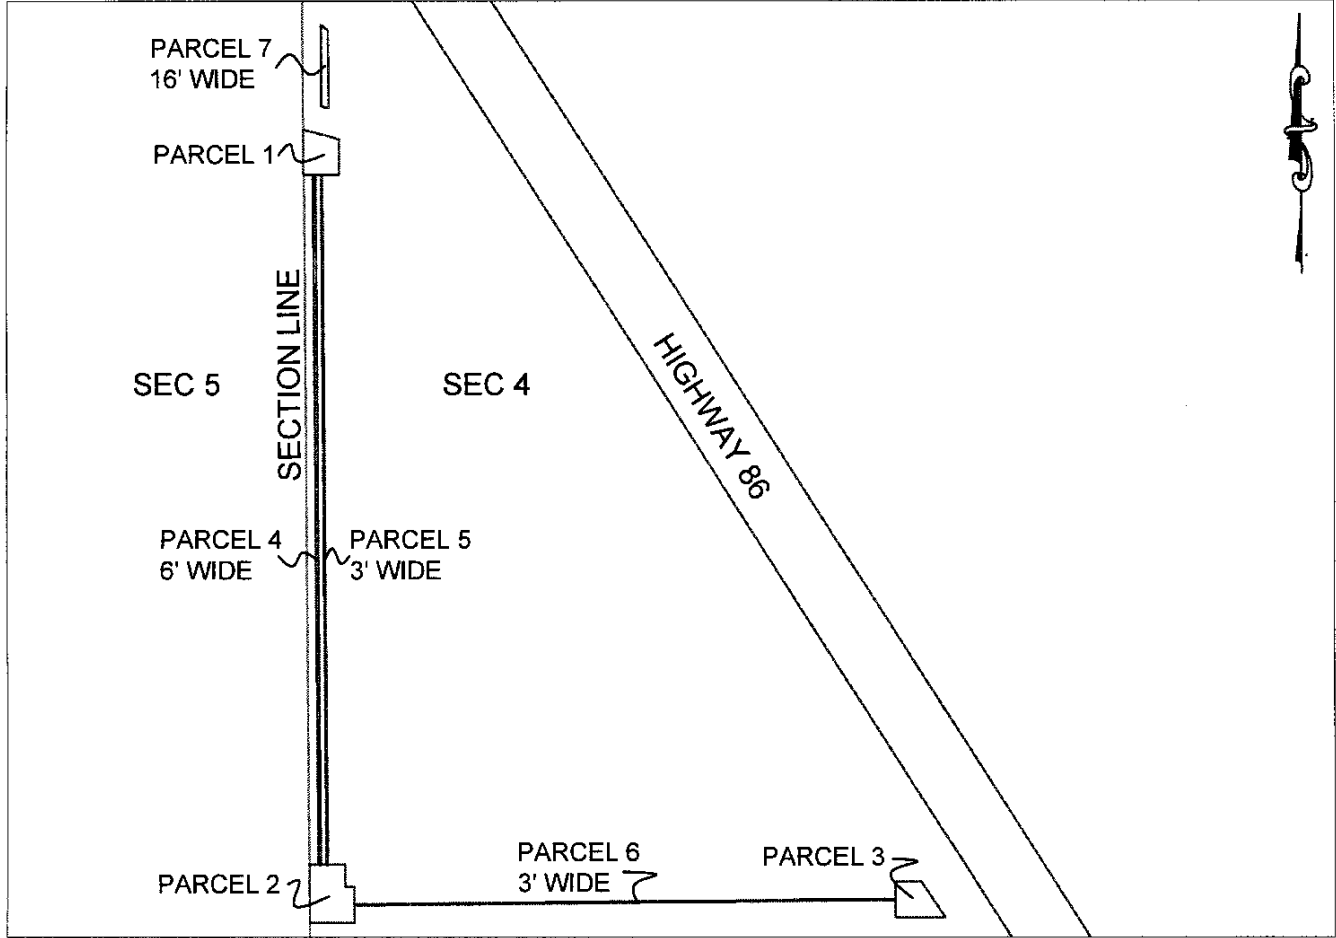 PARCEL 7
16' WIDE
PARCEL 1
SECTION LINE
SEC 5
SEC 4
HIGHWAY 86
PARCEL 4
6' WIDE
PARCEL 5
3' WIDE
PARCEL 6
3' WIDE
PARCEL 3
PARCEL 2